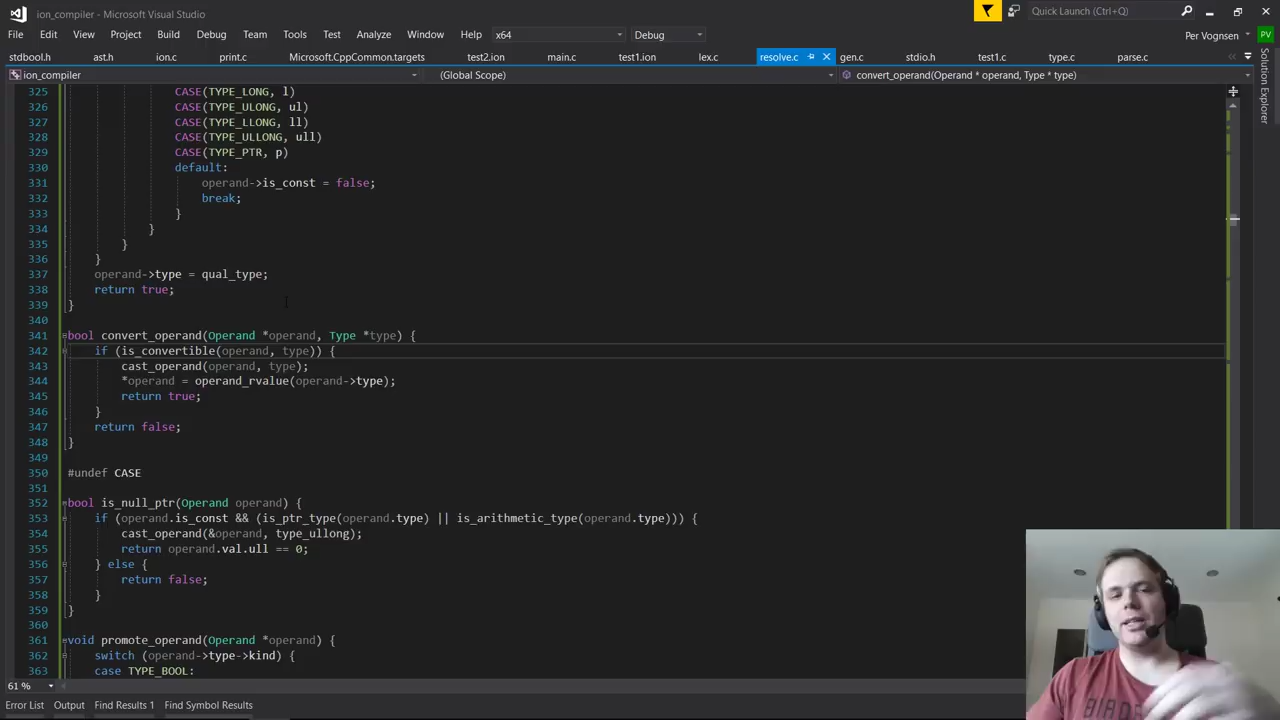 ion_compiler - Microsoft Visual Studio
Quick Launch (Ctrl+Q)
File Edit View Project Build Debug Team Tools Test Analyze Window Help x64 Debug Per Vognsen PV
stdbool.h ast.h ion.c print.c Microsoft.CppCommon.targets test2.ion main.c test1.ion lex.c resolve.c gen.c stdio.h test1.c type.c parse.c
ion_compiler (Global Scope) convert_operand(Operand * operand, Type * type)
Solution Explorer
325 CASE(TYPE_LONG, l)
326 CASE(TYPE_ULONG, ul)
327 CASE(TYPE_LLONG, ll)
328 CASE(TYPE_ULLONG, ull)
329 CASE(TYPE_PTR, p)
330 default:
331 operand->is_const = false;
332 break;
333 }
334 }
335 }
336 }
337 operand->type = qual_type;
338 return true;
339 }
340
341 bool convert_operand(Operand *operand, Type *type) {
342 if (is_convertible(operand, type)) {
343 cast_operand(operand, type);
344 *operand = operand_rvalue(operand->type);
345 return true;
346 }
347 return false;
348 }
349
350 #undef CASE
351
352 bool is_null_ptr(Operand operand) {
353 if (operand.is_const && (is_ptr_type(operand.type) || is_arithmetic_type(operand.type))) {
354 cast_operand(&operand, type_ullong);
355 return operand.val.ull == 0;
356 } else {
357 return false;
358 }
359 }
360
361 void promote_operand(Operand *operand) {
362 switch (operand->type->kind) {
363 case TYPE_BOOL:
61 %
Error List Output Find Results 1 Find Symbol Results